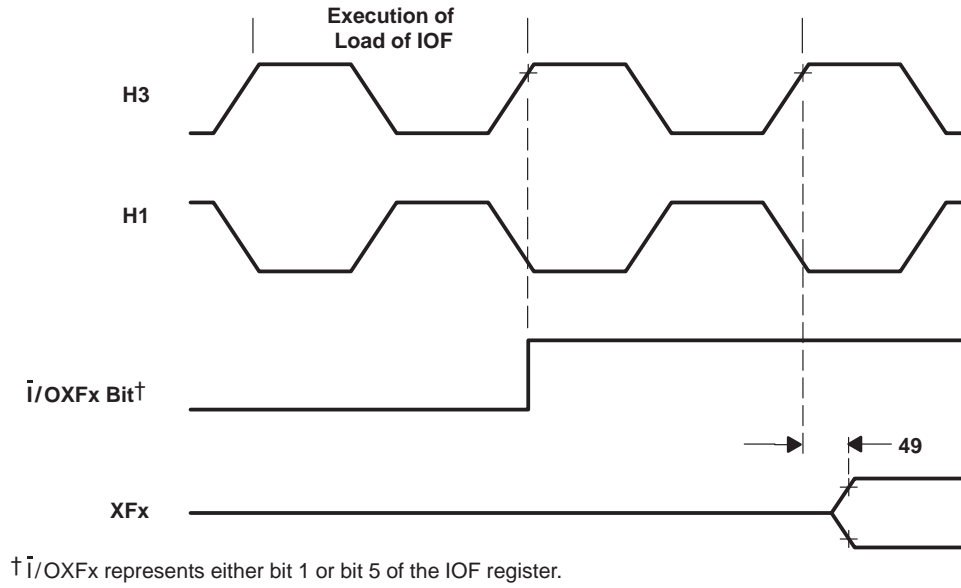 Execution of
Load of IOF
H3
H1
Ī/OXFx Bit†
49
XFx
†Ī/OXFx represents either bit 1 or bit 5 of the IOF register.